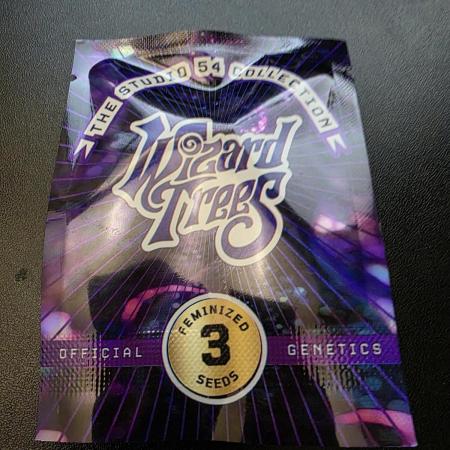 THE STUDIO 54 COLLECTION
Wizard
Trees
FEMINIZED
3
SEEDS
OFFICIAL GENETICS